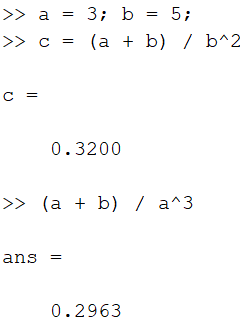 >> a = 3; b = 5;
>> c = (a + b) / b^2
c =
0.3200
>> (a + b) / a^3
ans =
0.2963